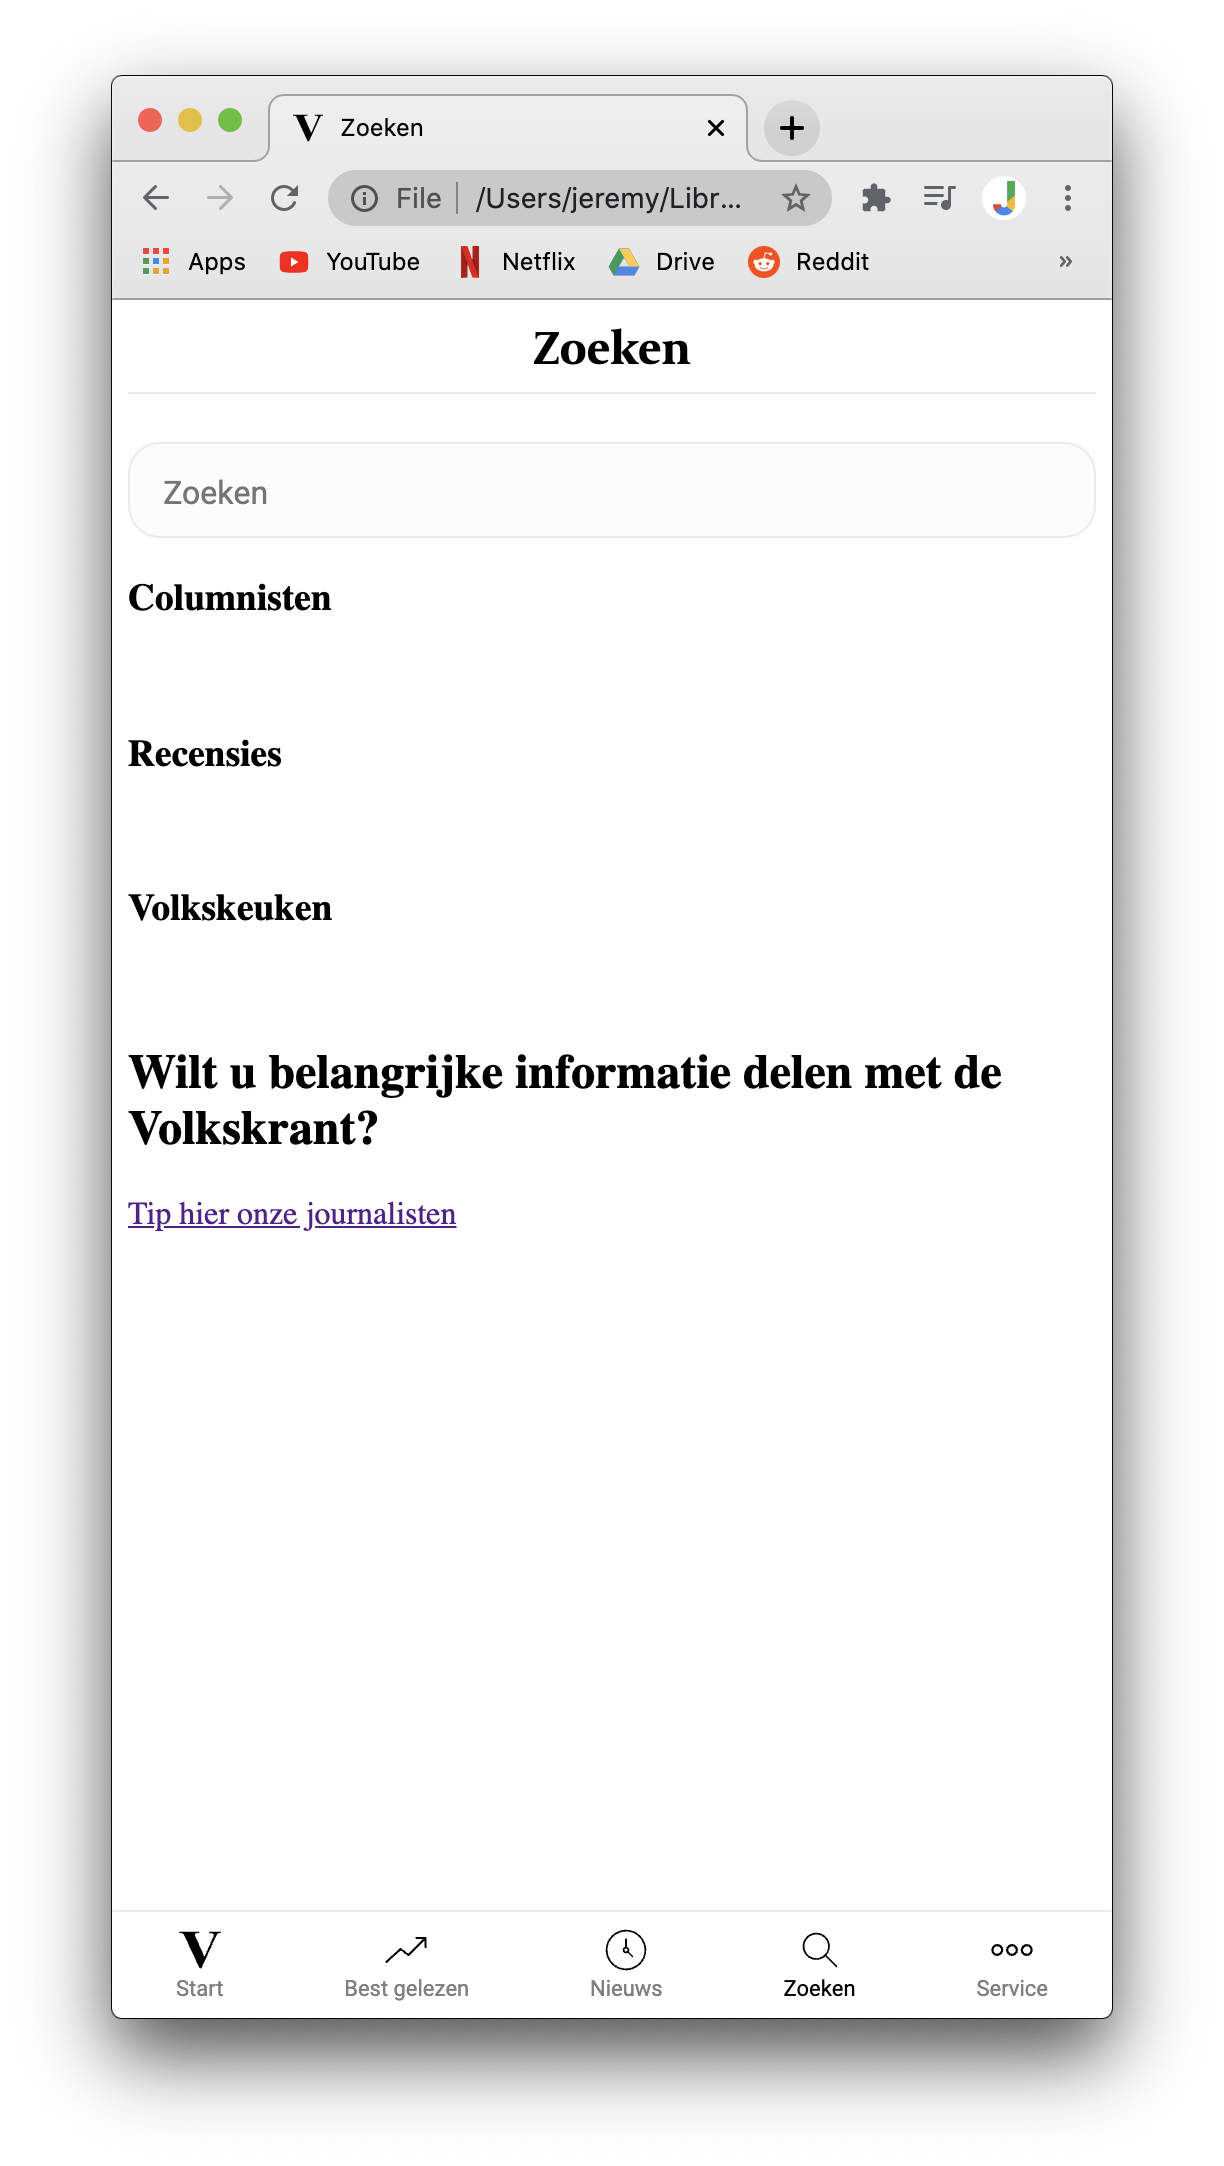 V Zoeken
File /Users/jeremy/Libr...
Apps YouTube Netflix Drive Reddit »
Zoeken
Zoeken
Columnisten
Recensies
Volkskeuken
Wilt u belangrijke informatie delen met de
Volkskrant?
Tip hier onze journalisten
V
Start Best gelezen Nieuws Zoeken Service